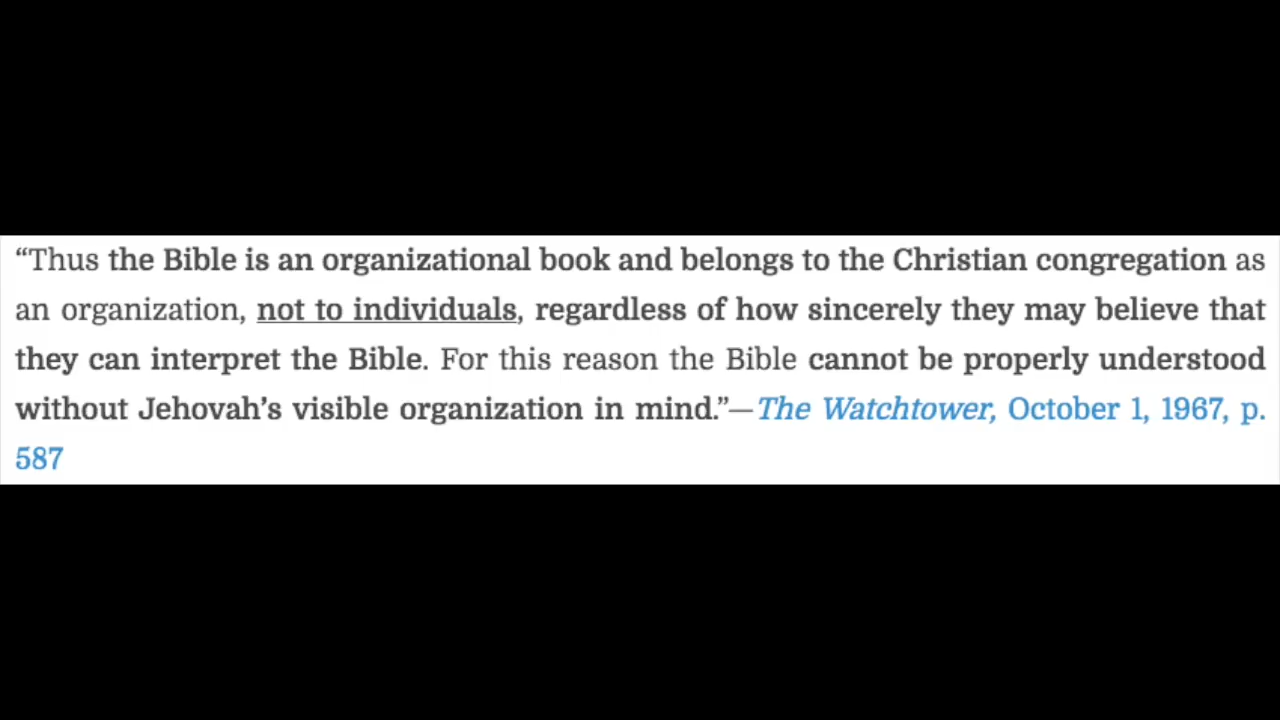 “Thus the Bible is an organizational book and belongs to the Christian congregation as
an organization, not to individuals, regardless of how sincerely they may believe that
they can interpret the Bible. For this reason the Bible cannot be properly understood
without Jehovah’s visible organization in mind.”—The Watchtower, October 1, 1967, p.
587